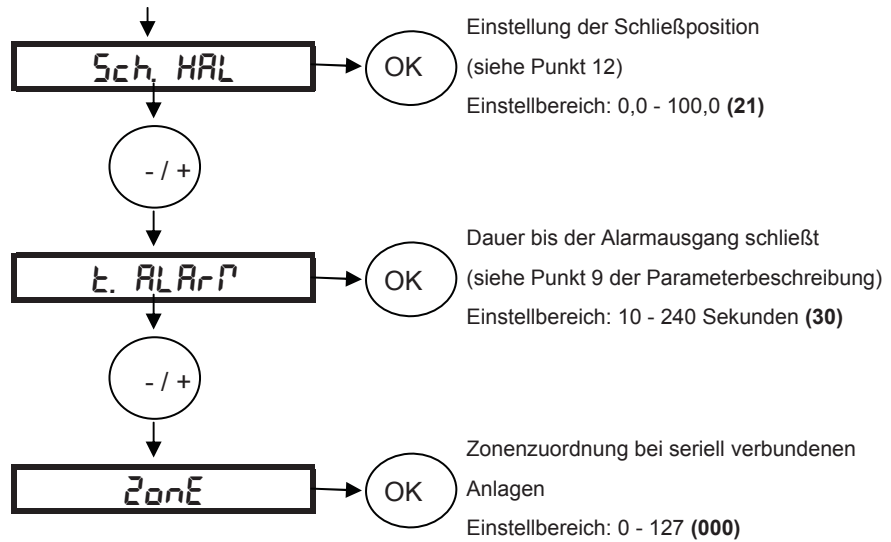 Einstellung der Schließposition
Sch. HAL
OK
(siehe Punkt 12)
Einstellbereich: 0,0 - 100,0 (21)
- / +
Dauer bis der Alarmausgang schließt
t. ALArM
OK
(siehe Punkt 9 der Parameterbeschreibung)
Einstellbereich: 10 - 240 Sekunden (30)
- / +
Zonenzuordnung bei seriell verbundenen
ZonE
OK
Anlagen
Einstellbereich: 0 - 127 (000)